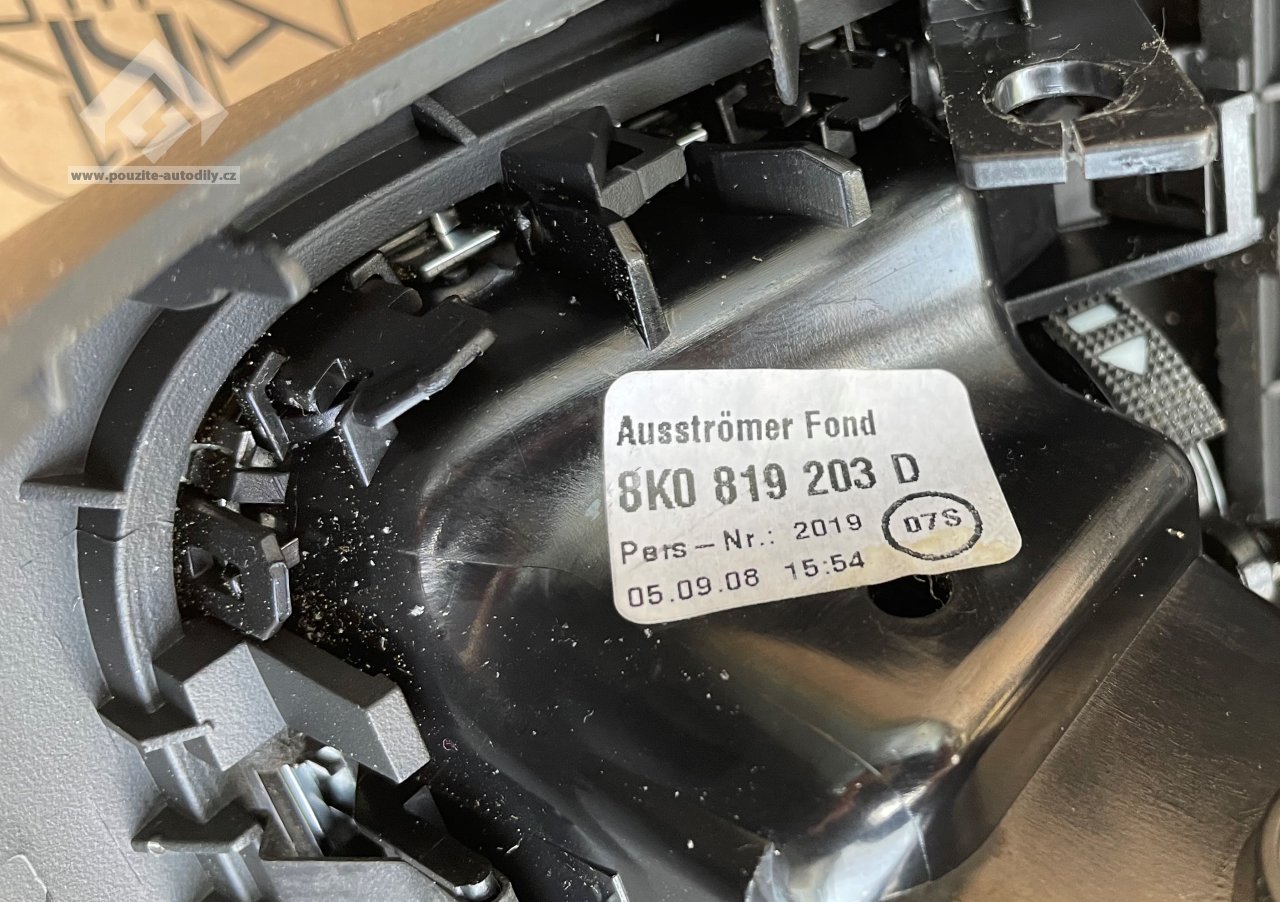 www.pouzite-autodily.cz
Ausströmer Fond
8K0 819 203 D
Pers-Nr.: 2019 07S
05.09.08 15:54